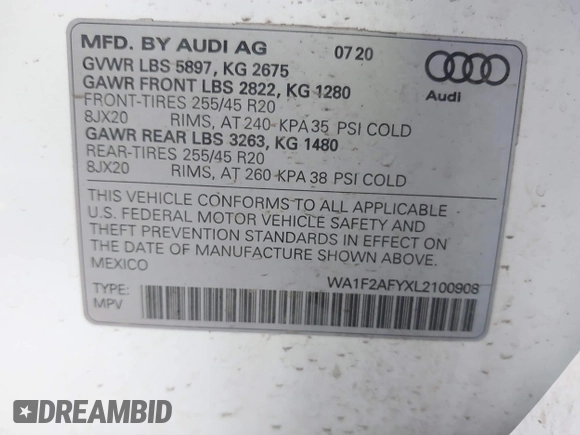 MFD. BY AUDI AG 07 20
GVWR LBS 5897, KG 2675
GAWR FRONT LBS 2822, KG 1280
FRONT-TIRES 255/45 R20
8JX20 RIMS, AT 240 KPA 35 PSI COLD
GAWR REAR LBS 3263, KG 1480
REAR-TIRES 255/45 R20
8JX20 RIMS, AT 260 KPA 38 PSI COLD
Audi
THIS VEHICLE CONFORMS TO ALL APPLICABLE
U.S. FEDERAL MOTOR VEHICLE SAFETY AND
THEFT PREVENTION STANDARDS IN EFFECT ON
THE DATE OF MANUFACTURE SHOWN ABOVE.
MEXICO
WA1F2AFYXL2100908
TYPE:
MPV
DREAMBID